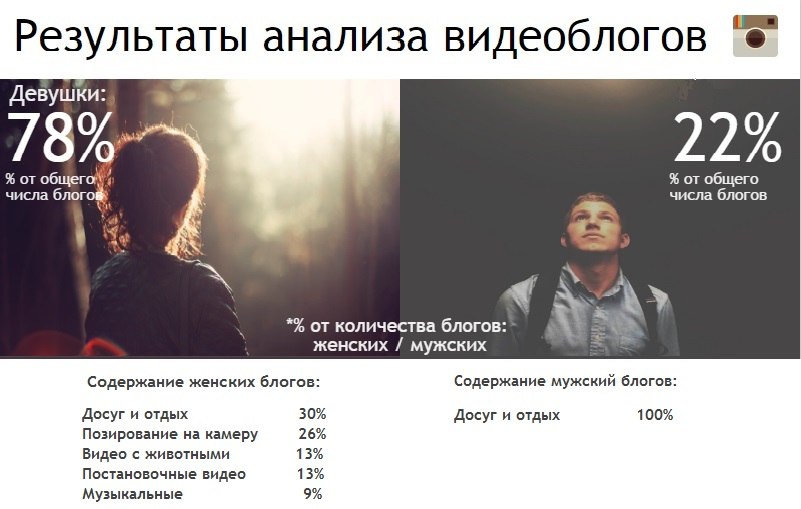 Результаты анализа видеоблогов
Девушки:
78%
% от общего
числа блогов
22%
% от общего
числа блогов
*% от количества блогов:
женских / мужских
Содержание женских блогов:
Досуг и отдых 30%
Позирование на камеру 26%
Видео с животными 13%
Постановочные видео 13%
Музыкальные 9%
Содержание мужский блогов:
Досуг и отдых 100%